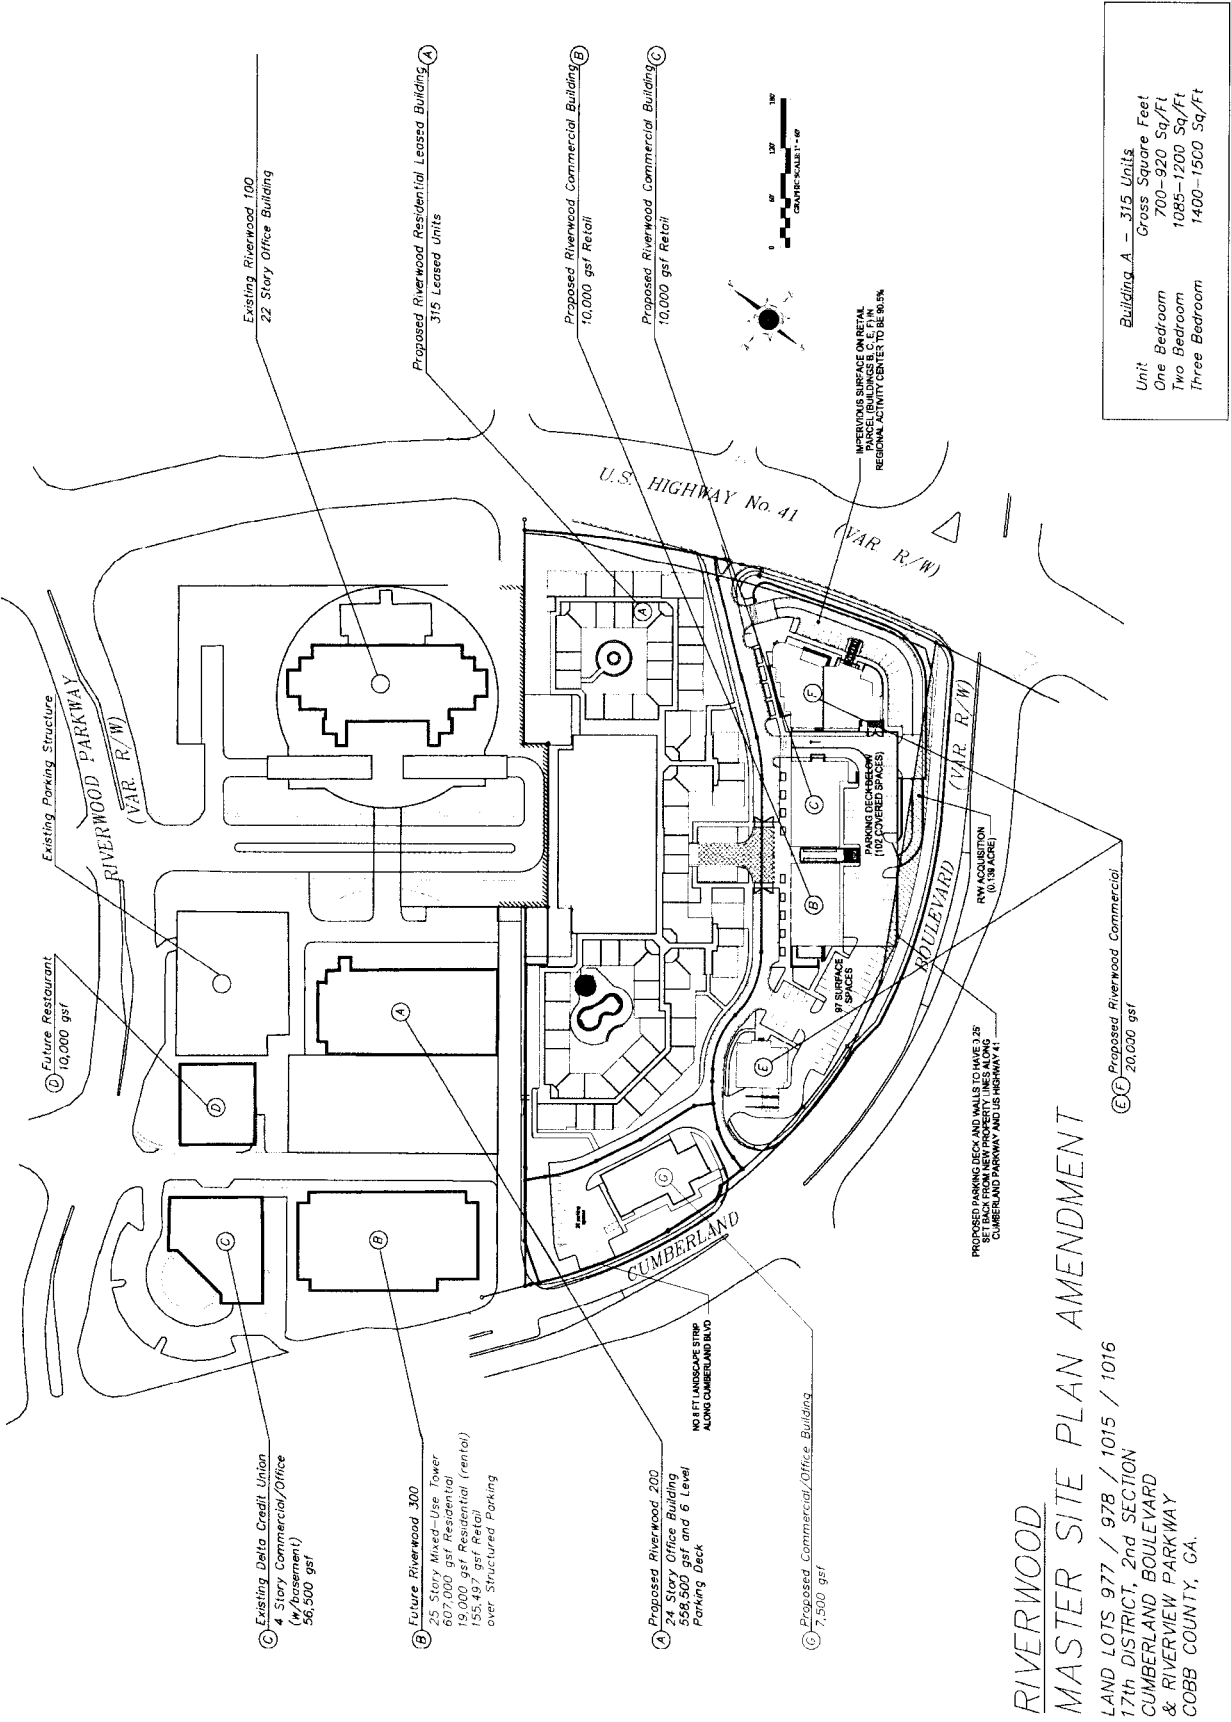 RIVERWOOD
MASTER SITE PLAN AMENDMENT
LAND LOTS 977 / 978 / 1015 / 1016
17th DISTRICT, 2nd SECTION
CUMBERLAND BOULEVARD
& RIVERVIEW PARKWAY
COBB COUNTY, GA.
C Existing Delta Credit Union
4 Story Commercial/Office
(w/basement)
56,500 gsf
B Future Riverwood 300
25 Story Mixed-Use Tower
607,000 gsf Residential
19,000 gsf Residential (rental)
155,497 gsf Retail
over Structured Parking
A Proposed Riverwood 200
24 Story Office Building
558,500 gsf and 6 Level
Parking Deck
G Proposed Commercial/Office Building
7,500 gsf
D Future Restaurant
10,000 gsf
Existing Parking Structure
Existing Riverwood 100
22 Story Office Building
Proposed Riverwood Residential Leased Building A
315 Leased Units
Proposed Riverwood Commercial Building B
10,000 gsf Retail
Proposed Riverwood Commercial Building C
10,000 gsf Retail
E F Proposed Riverwood Commercial
20,000 gsf
RIVERWOOD PARKWAY
(VAR. R/W)
U.S. HIGHWAY No. 41
(VAR. R/W)
CUMBERLAND
BOULEVARD
(VAR. R/W)
0 60' 120' 180'
GRAPHIC SCALE: 1" = 60'
IMPERVIOUS SURFACE ON RETAIL
PARCEL (BUILDINGS B, C, E, F) IN
REGIONAL ACTIVITY CENTER TO BE 90.5%
PARKING DECK BELOW
(102 COVERED SPACES)
97 SURFACE
SPACES
R/W ACQUISITION
(0.139 ACRE)
PROPOSED PARKING DECK AND WALLS TO HAVE 0.25'
SET BACK FROM NEW PROPERTY LINES ALONG
CUMBERLAND PARKWAY AND US HIGHWAY 41
NO 8 FT LANDSCAPE STRIP
ALONG CUMBERLAND BLVD
C
D
B
A
A
B
C
E
F
G
Building A - 315 Units
Unit Gross Square Feet
One Bedroom 700-920 Sq/Ft
Two Bedroom 1085-1200 Sq/Ft
Three Bedroom 1400-1500 Sq/Ft